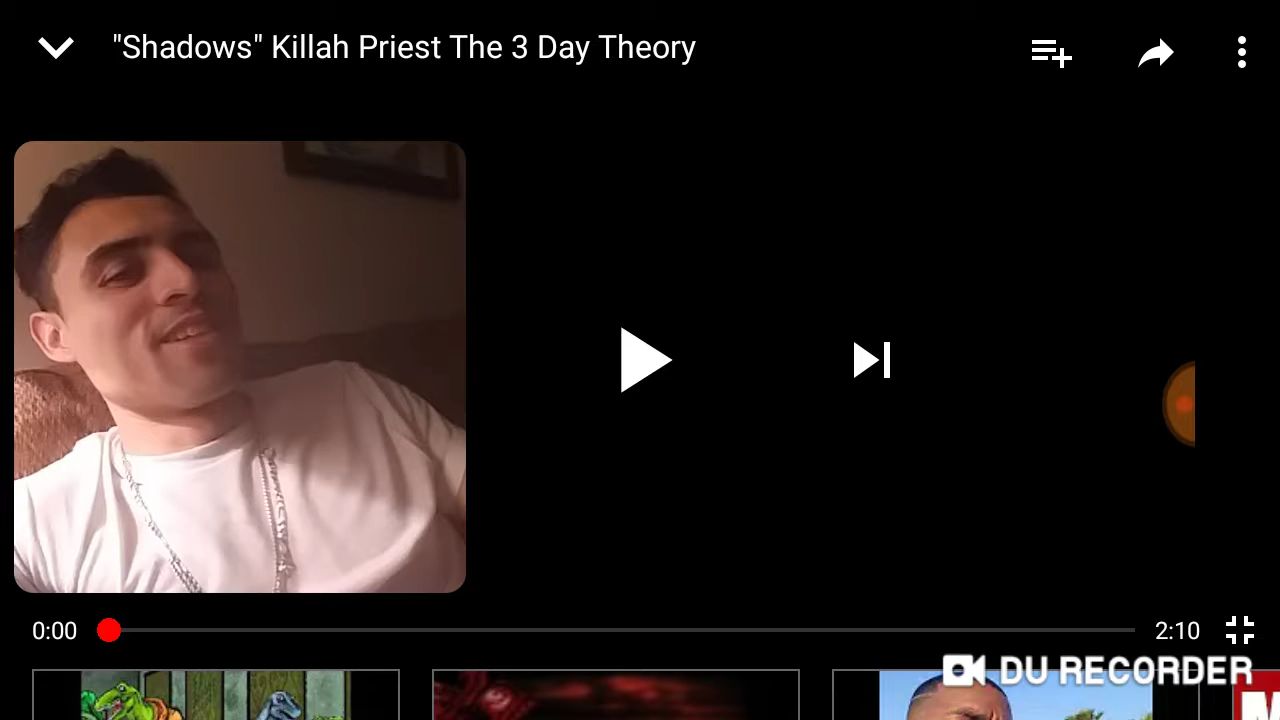 "Shadows" Killah Priest The 3 Day Theory
0:00
2:10
DU RECORDER
M